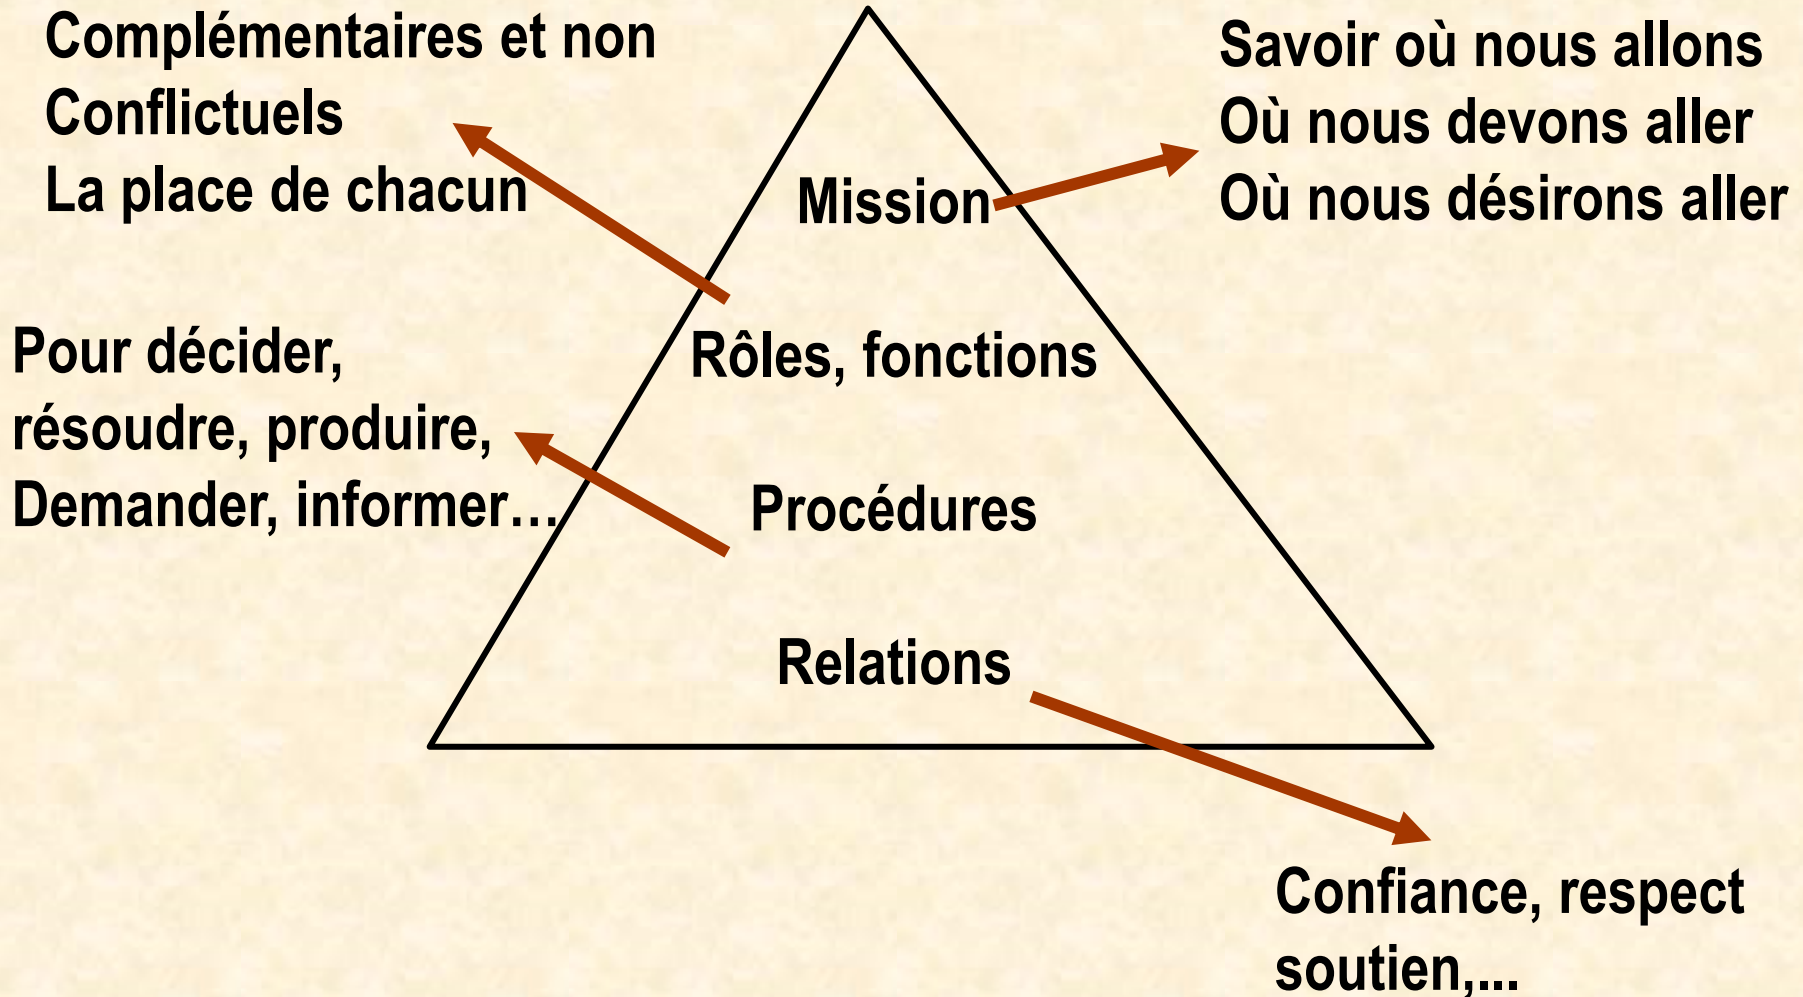 Complémentaires et non
Conflictuels
La place de chacun
Savoir où nous allons
Où nous devons aller
Où nous désirons aller
Mission
Rôles, fonctions
Pour décider,
résoudre, produire,
Demander, informer…
Procédures
Relations
Confiance, respect
soutien,...